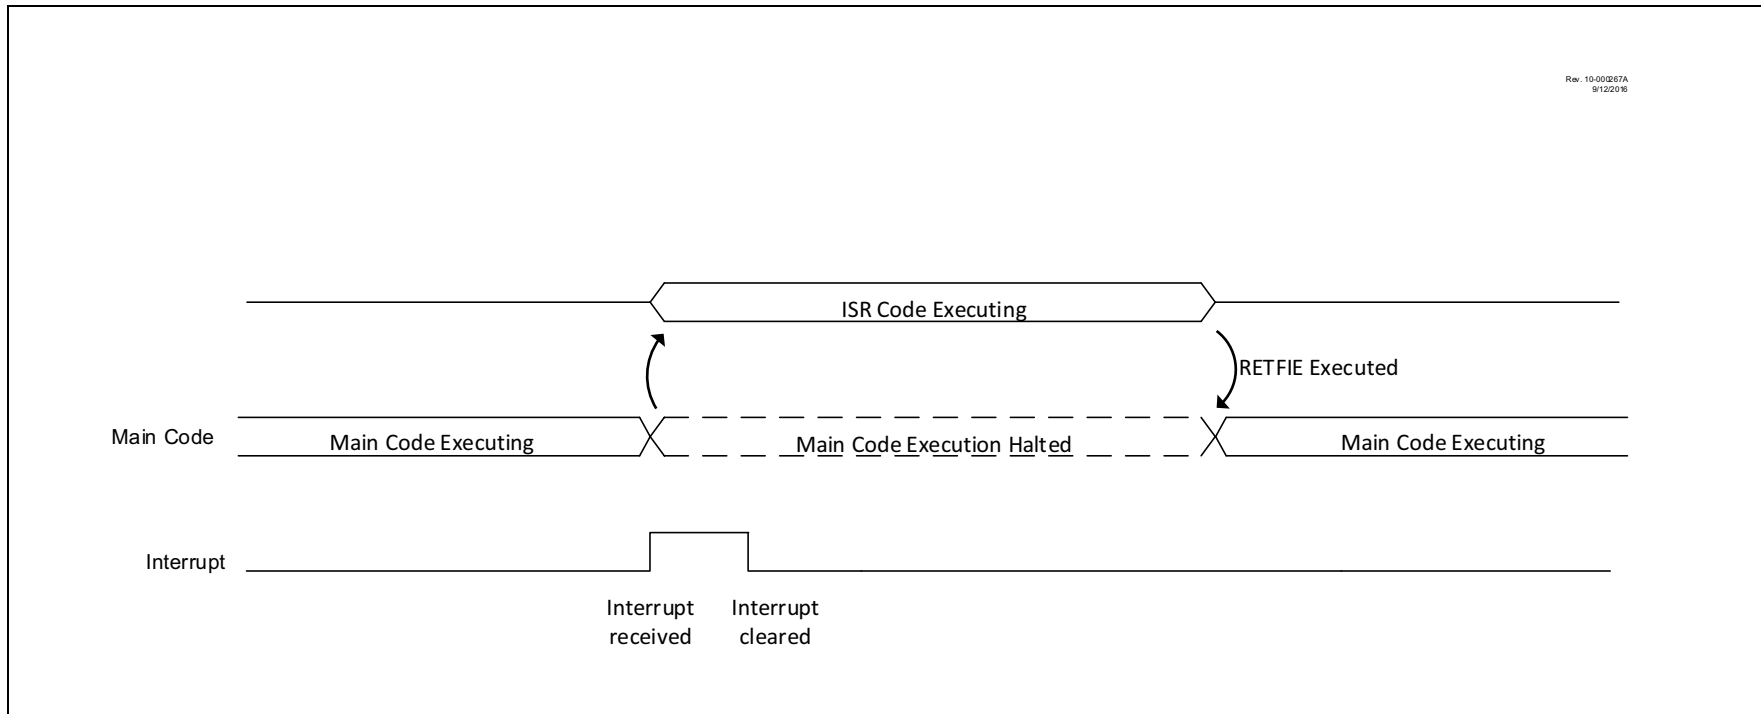 Rev. 10-000267A
9/12/2016
ISR Code Executing
RETFIE Executed
Main Code
Main Code Executing
Main Code Execution Halted
Main Code Executing
Interrupt
Interrupt received
Interrupt cleared